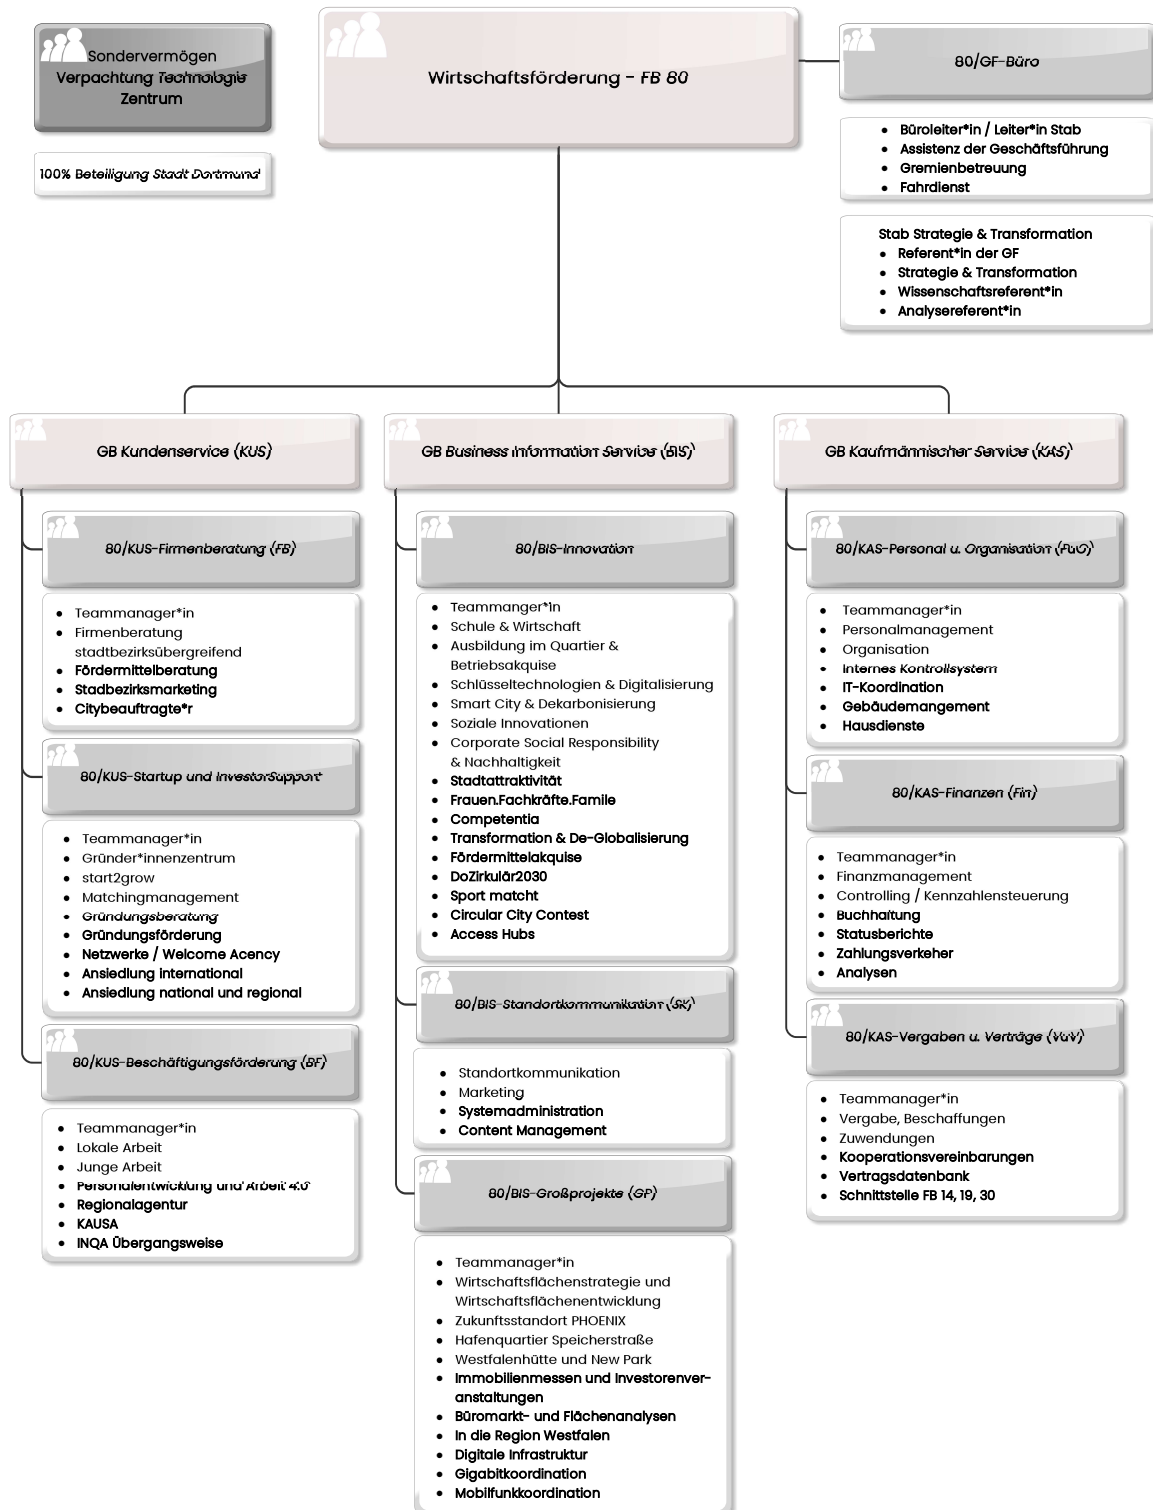 Sondervermögen
Verpachtung Technologie
Zentrum
100% Beteiligung Stadt Dortmund
Wirtschaftsförderung - FB 80
80/GF-Büro
• Büroleiter*in / Leiter*in Stab
• Assistenz der Geschäftsführung
• Gremienbetreuung
• Fahrdienst
Stab Strategie & Transformation
• Referent*in der GF
• Strategie & Transformation
• Wissenschaftsreferent*in
• Analysereferent*in
GB Kundenservice (KUS)
80/KUS-Firmenberatung (FB)
• Teammanager*in
• Firmenberatung
stadtbezirksübergreifend
• Fördermittelberatung
• Stadbezirksmarketing
• Citybeauftragte*r
80/KUS-Startup und InvestorSupport
• Teammanager*in
• Gründer*innenzentrum
• start2grow
• Matchingmanagement
• Gründungsberatung
• Gründungsförderung
• Netzwerke / Welcome Acency
• Ansiedlung international
• Ansiedlung national und regional
80/KUS-Beschäftigungsförderung (BF)
• Teammanager*in
• Lokale Arbeit
• Junge Arbeit
• Personalentwicklung und Arbeit 4.0
• Regionalagentur
• KAUSA
• INQA Übergangsweise
GB Business Information Service (BIS)
80/BIS-Innovation
• Teammanger*in
• Schule & Wirtschaft
• Ausbildung im Quartier &
Betriebsakquise
• Schlüsseltechnologien & Digitalisierung
• Smart City & Dekarbonisierung
• Soziale Innovationen
• Corporate Social Responsibility
& Nachhaltigkeit
• Stadtattraktivität
• Frauen.Fachkräfte.Famile
• Competentia
• Transformation & De-Globalisierung
• Fördermittelakquise
• DoZirkulär2030
• Sport matcht
• Circular City Contest
• Access Hubs
80/BIS-Standortkommunikation (SK)
• Standortkommunikation
• Marketing
• Systemadministration
• Content Management
80/BIS-Großprojekte (GP)
• Teammanager*in
• Wirtschaftsflächenstrategie und
Wirtschaftsflächenentwicklung
• Zukunftsstandort PHOENIX
• Hafenquartier Speicherstraße
• Westfalenhütte und New Park
• Immobilienmessen und Investorenver-
anstaltungen
• Büromarkt- und Flächenanalysen
• In die Region Westfalen
• Digitale Infrastruktur
• Gigabitkoordination
• Mobilfunkkoordination
GB Kaufmännischer Service (KAS)
80/KAS-Personal u. Organisation (PuO)
• Teammanager*in
• Personalmanagement
• Organisation
• Internes Kontrollsystem
• IT-Koordination
• Gebäudemangement
• Hausdienste
80/KAS-Finanzen (Fin)
• Teammanager*in
• Finanzmanagement
• Controlling / Kennzahlensteuerung
• Buchhaltung
• Statusberichte
• Zahlungsverkeher
• Analysen
80/KAS-Vergaben u. Verträge (VuV)
• Teammanager*in
• Vergabe, Beschaffungen
• Zuwendungen
• Kooperationsvereinbarungen
• Vertragsdatenbank
• Schnittstelle FB 14, 19, 30